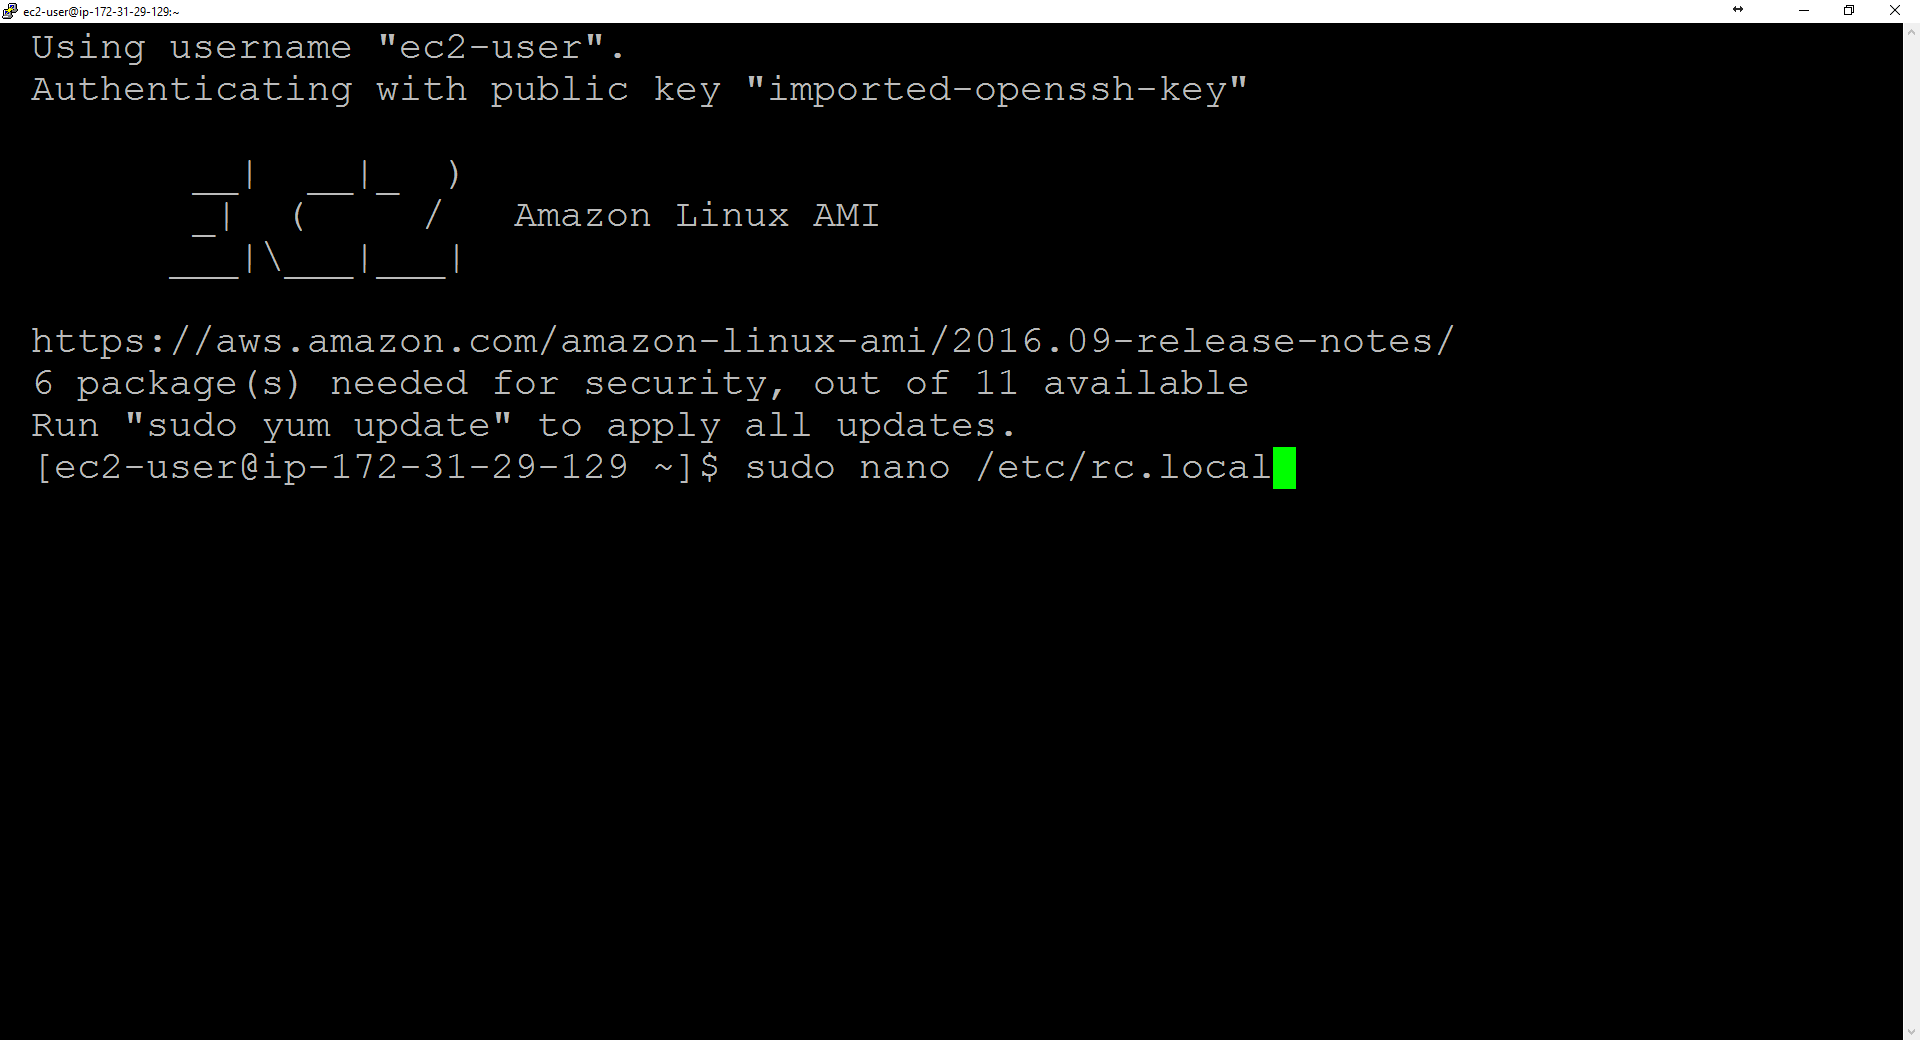 ec2-user@ip-172-31-29-129:~
Using username "ec2-user".
Authenticating with public key "imported-openssh-key"
       __|  __|_  )
       _|  (     /   Amazon Linux AMI
      ___|\___|___|
https://aws.amazon.com/amazon-linux-ami/2016.09-release-notes/
6 package(s) needed for security, out of 11 available
Run "sudo yum update" to apply all updates.
[ec2-user@ip-172-31-29-129 ~]$ sudo nano /etc/rc.local